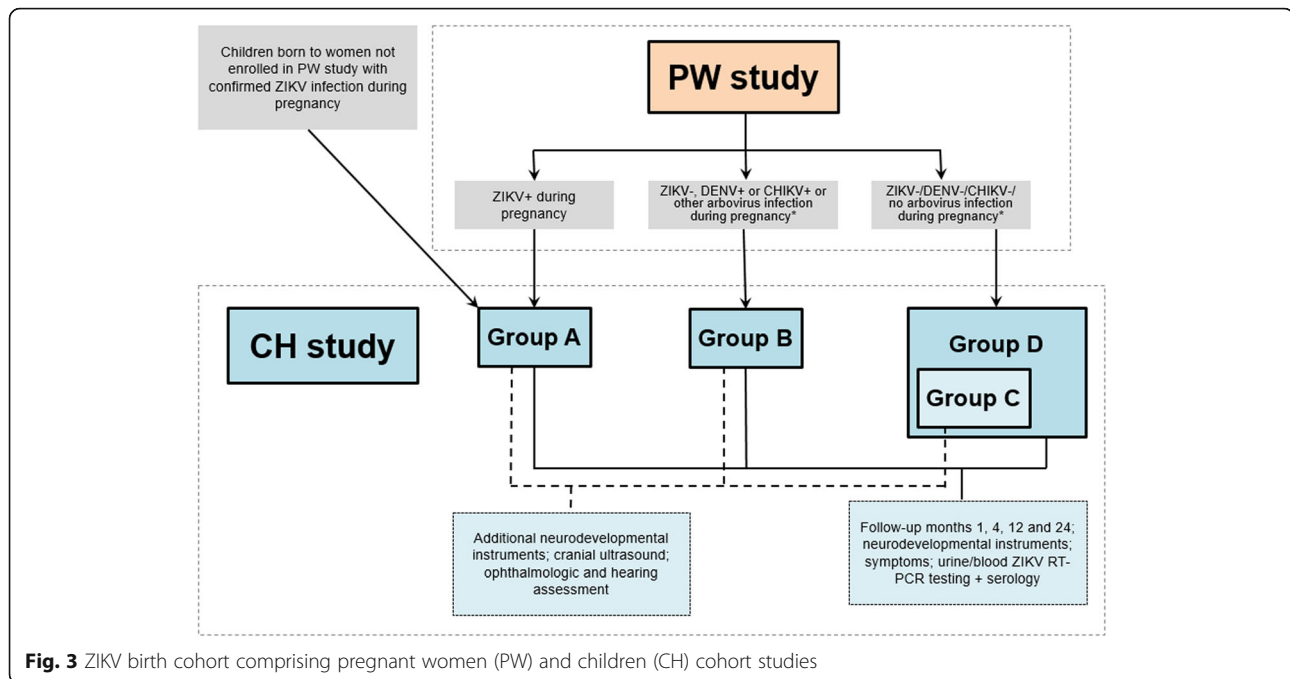 Children born to women not
enrolled in PW study with
confirmed ZIKV infection during
pregnancy
PW study
ZIKV+ during
pregnancy
ZIKV-, DENV+ or CHIKV+ or
other arbovirus infection
during pregnancy*
ZIKV-/DENV-/CHIKV-/
no arbovirus infection
during pregnancy*
CH study
Group A
Group B
Group D
Group C
Additional neurodevelopmental
instruments; cranial ultrasound;
ophthalmologic and hearing
assessment
Follow-up months 1, 4, 12 and 24;
neurodevelopmental instruments;
symptoms; urine/blood ZIKV RT-
PCR testing + serology
Fig. 3 ZIKV birth cohort comprising pregnant women (PW) and children (CH) cohort studies